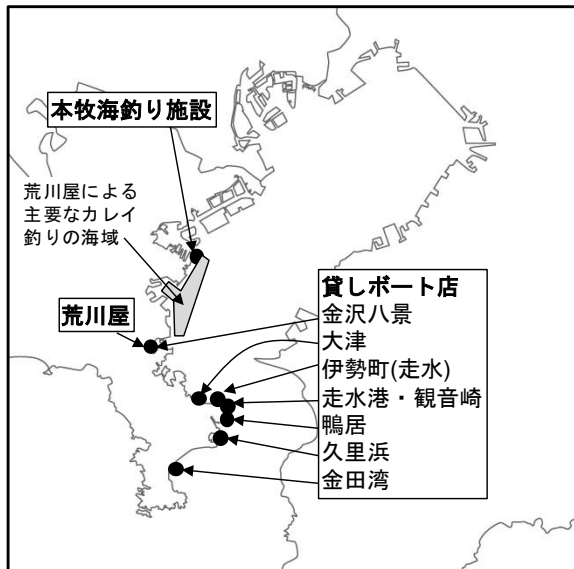 本牧海釣り施設
荒川屋による
主要なカレイ
釣りの海域
荒川屋
貸しボート店
金沢八景
大津
伊勢町(走水)
走水港・観音崎
鴨居
久里浜
金田湾